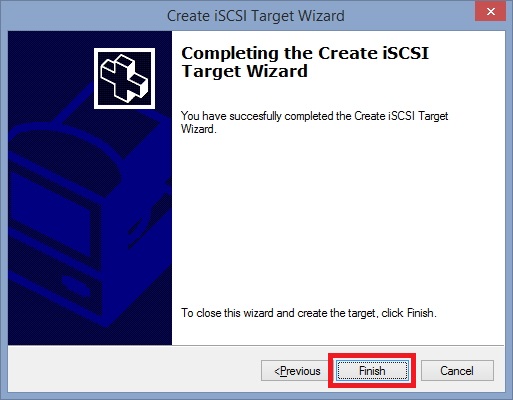 Create iSCSI Target Wizard
Completing the Create iSCSI
Target Wizard
You have succesfully completed the Create iSCSI Target
Wizard.
To close this wizard and create the target, click Finish.
<Previous Finish Cancel